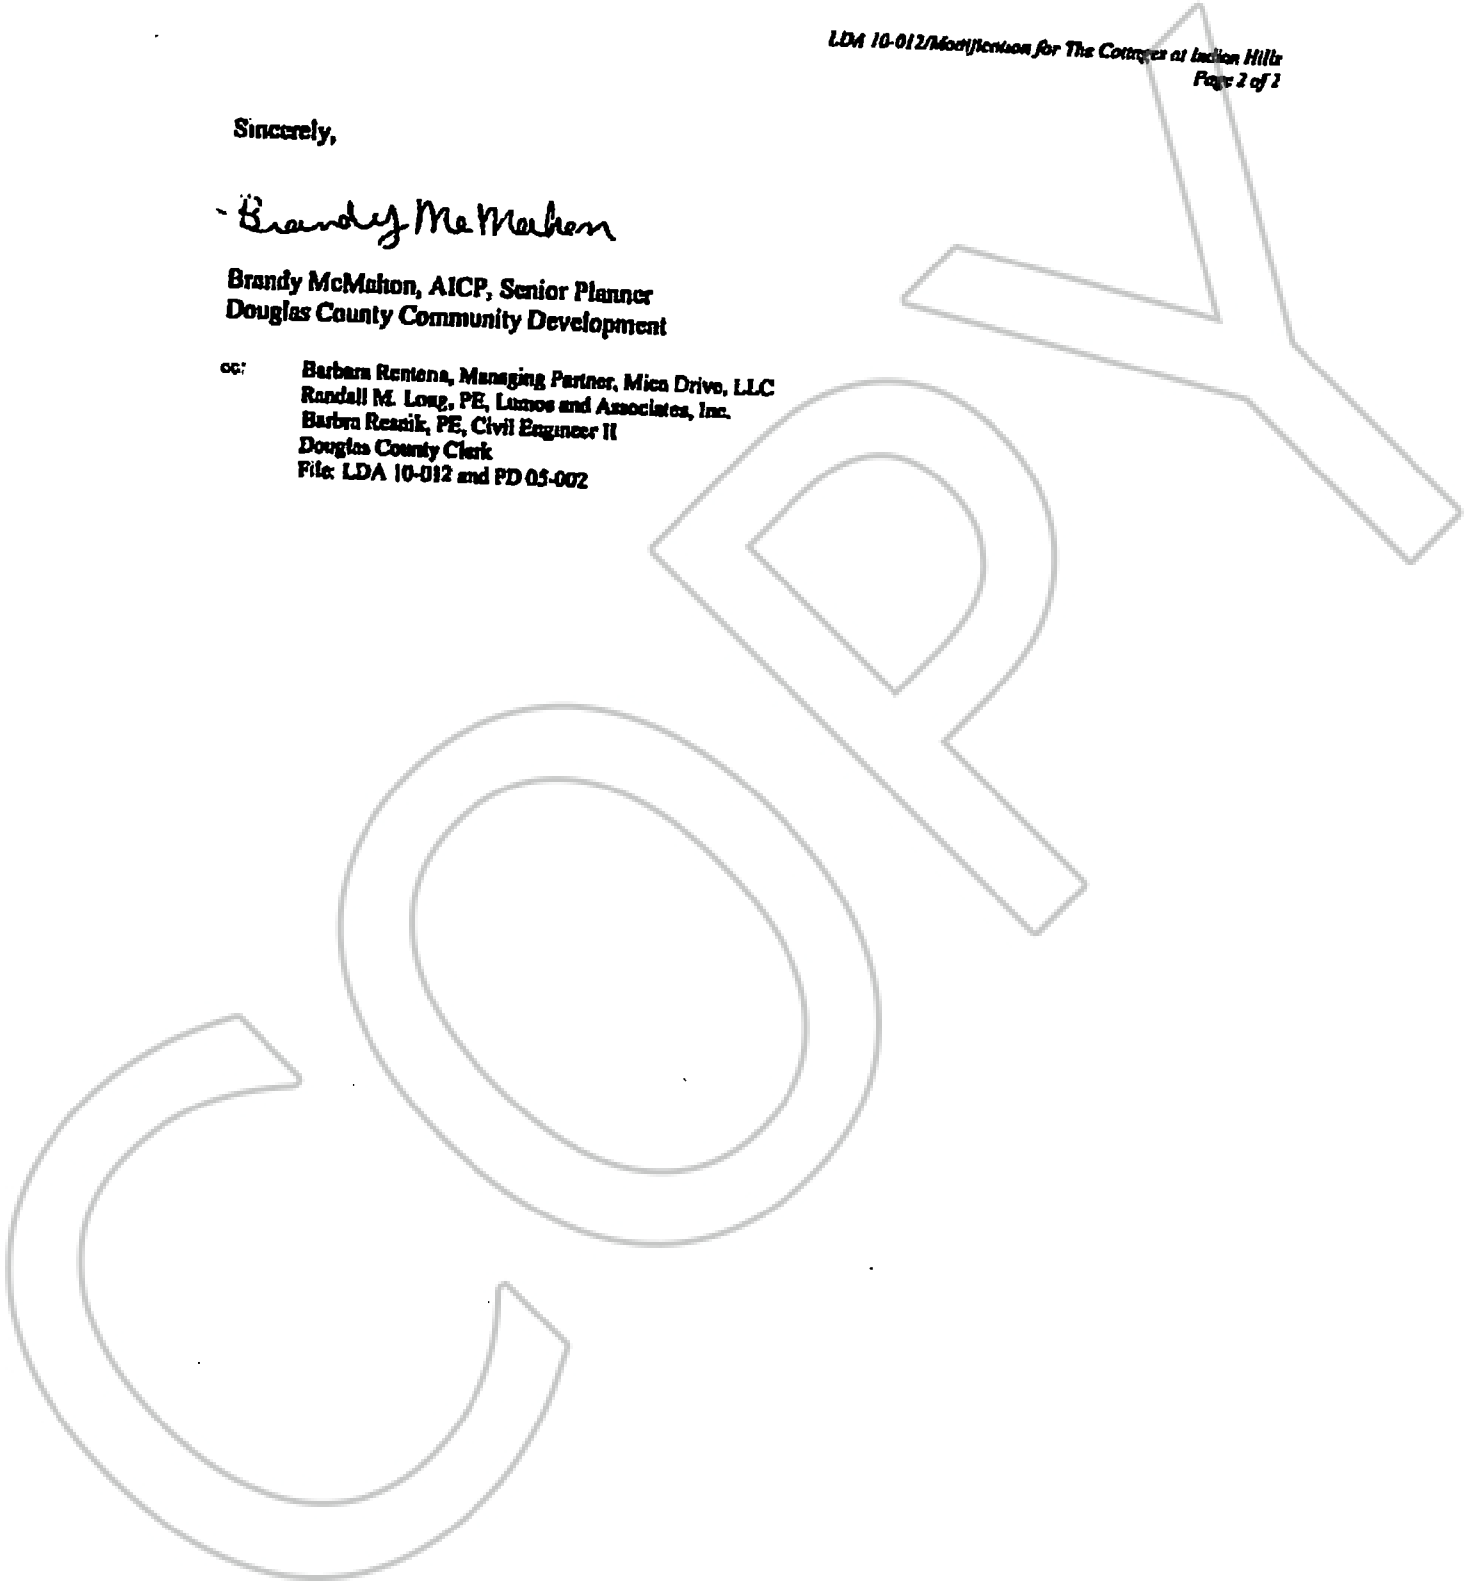 LDA 10-012/Modification for The Cottages at Indian Hills
Page 2 of 2
Sincerely,
Brandy McMahon
Brandy McMahon, AICP, Senior Planner
Douglas County Community Development
cc:
Barbara Rentena, Managing Partner, Mica Drive, LLC
Randall M. Long, PE, Lumos and Associates, Inc.
Barbra Resnik, PE, Civil Engineer II
Douglas County Clerk
File: LDA 10-012 and PD 05-002
COPY